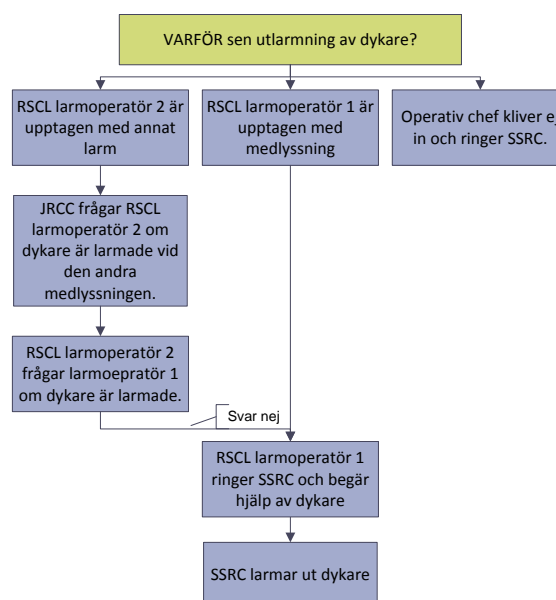 VARFÖR sen utlarmning av dykare?
RSCL larmoperatör 2 är
upptagen med annat
larm
RSCL larmoperatör 1 är
upptagen med
medlyssning
Operativ chef kliver ej
in och ringer SSRC.
JRCC frågar RSCL
larmoperatör 2 om
dykare är larmade vid
den andra
medlyssningen.
RSCL larmoperatör 2
frågar larmoepratör 1
om dykare är larmade.
Svar nej
RSCL larmoperatör 1
ringer SSRC och begär
hjälp av dykare
SSRC larmar ut dykare